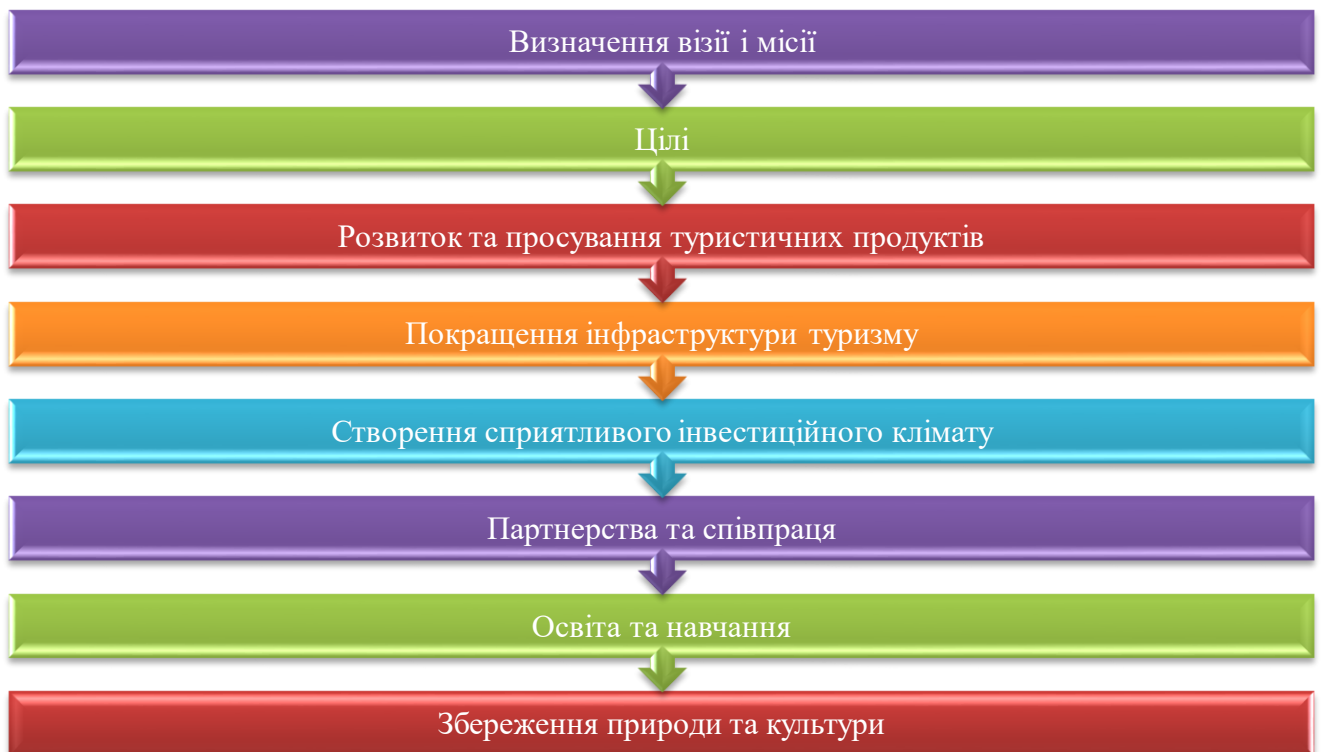 Визначення візії і місії
Цілі
Розвиток та просування туристичних продуктів
Покращення інфраструктури туризму
Створення сприятливого інвестиційного клімату
Партнерства та співпраця
Освіта та навчання
Збереження природи та культури